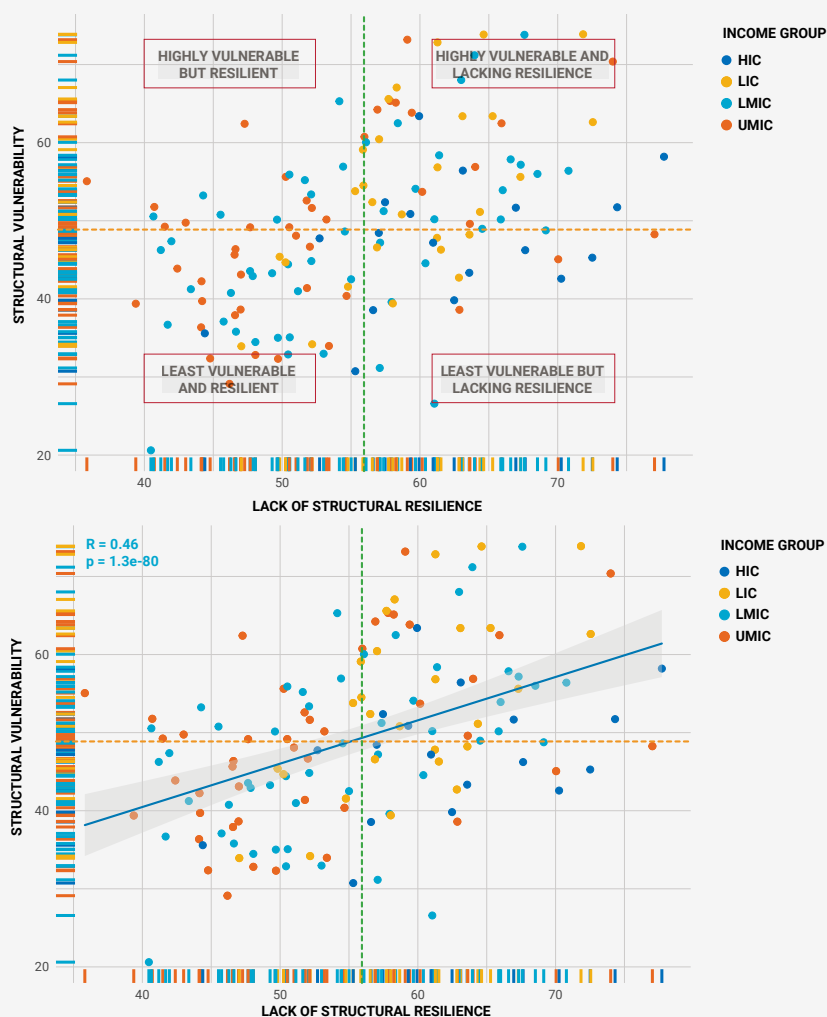 INCOME GROUP
HIC
LIC
LMIC
UMIC
HIGHLY VULNERABLE
BUT RESILIENT
HIGHLY VULNERABLE AND
LACKING RESILIENCE
STRUCTURAL VULNERABILITY
60
40
20
LEAST VULNERABLE
AND RESILIENT
LEAST VULNERABLE BUT
LACKING RESILIENCE
40 50 60 70
LACK OF STRUCTURAL RESILIENCE
R = 0.46
p = 1.3e-80
INCOME GROUP
HIC
LIC
LMIC
UMIC
STRUCTURAL VULNERABILITY
60
40
20
40 50 60 70
LACK OF STRUCTURAL RESILIENCE